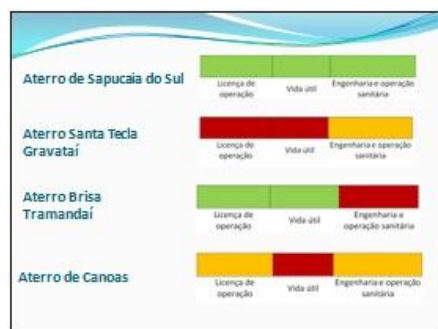 Aterro de Sapucaia do Sul
Licença de
operação
Vida útil
Engenharia e operação
sanitária
Aterro Santa Tecla
Gravataí
Licença de
operação
Vida útil
Engenharia e operação
sanitária
Aterro Brisa
Tramandaí
Licença de
operação
Vida útil
Engenharia e
operação sanitária
Aterro de Canoas
Licença de
operação
Vida útil
Engenharia e operação
sanitária